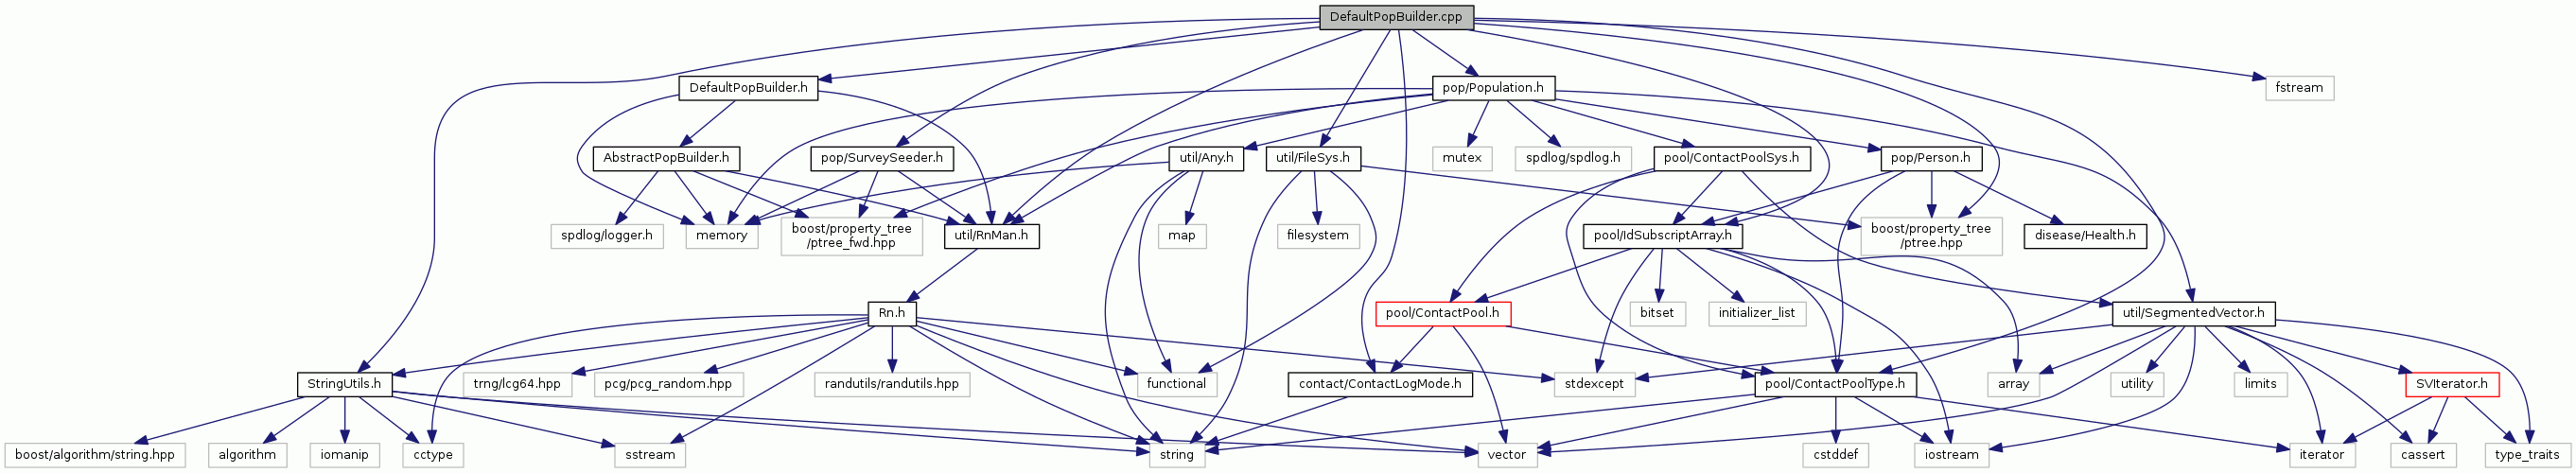 DefaultPopBuilder.cpp
DefaultPopBuilder.h
pop/Population.h
fstream
AbstractPopBuilder.h
pop/SurveySeeder.h
util/Any.h
util/FileSys.h
mutex
spdlog/spdlog.h
pool/ContactPoolSys.h
pop/Person.h
spdlog/logger.h
memory
boost/property_tree
/ptree_fwd.hpp
util/RnMan.h
map
filesystem
pool/IdSubscriptArray.h
boost/property_tree
/ptree.hpp
disease/Health.h
Rn.h
pool/ContactPool.h
bitset
initializer_list
util/SegmentedVector.h
StringUtils.h
trng/lcg64.hpp
pcg/pcg_random.hpp
randutils/randutils.hpp
functional
contact/ContactLogMode.h
stdexcept
pool/ContactPoolType.h
array
utility
limits
SVIterator.h
boost/algorithm/string.hpp
algorithm
iomanip
cctype
sstream
string
vector
cstddef
iostream
iterator
cassert
type_traits